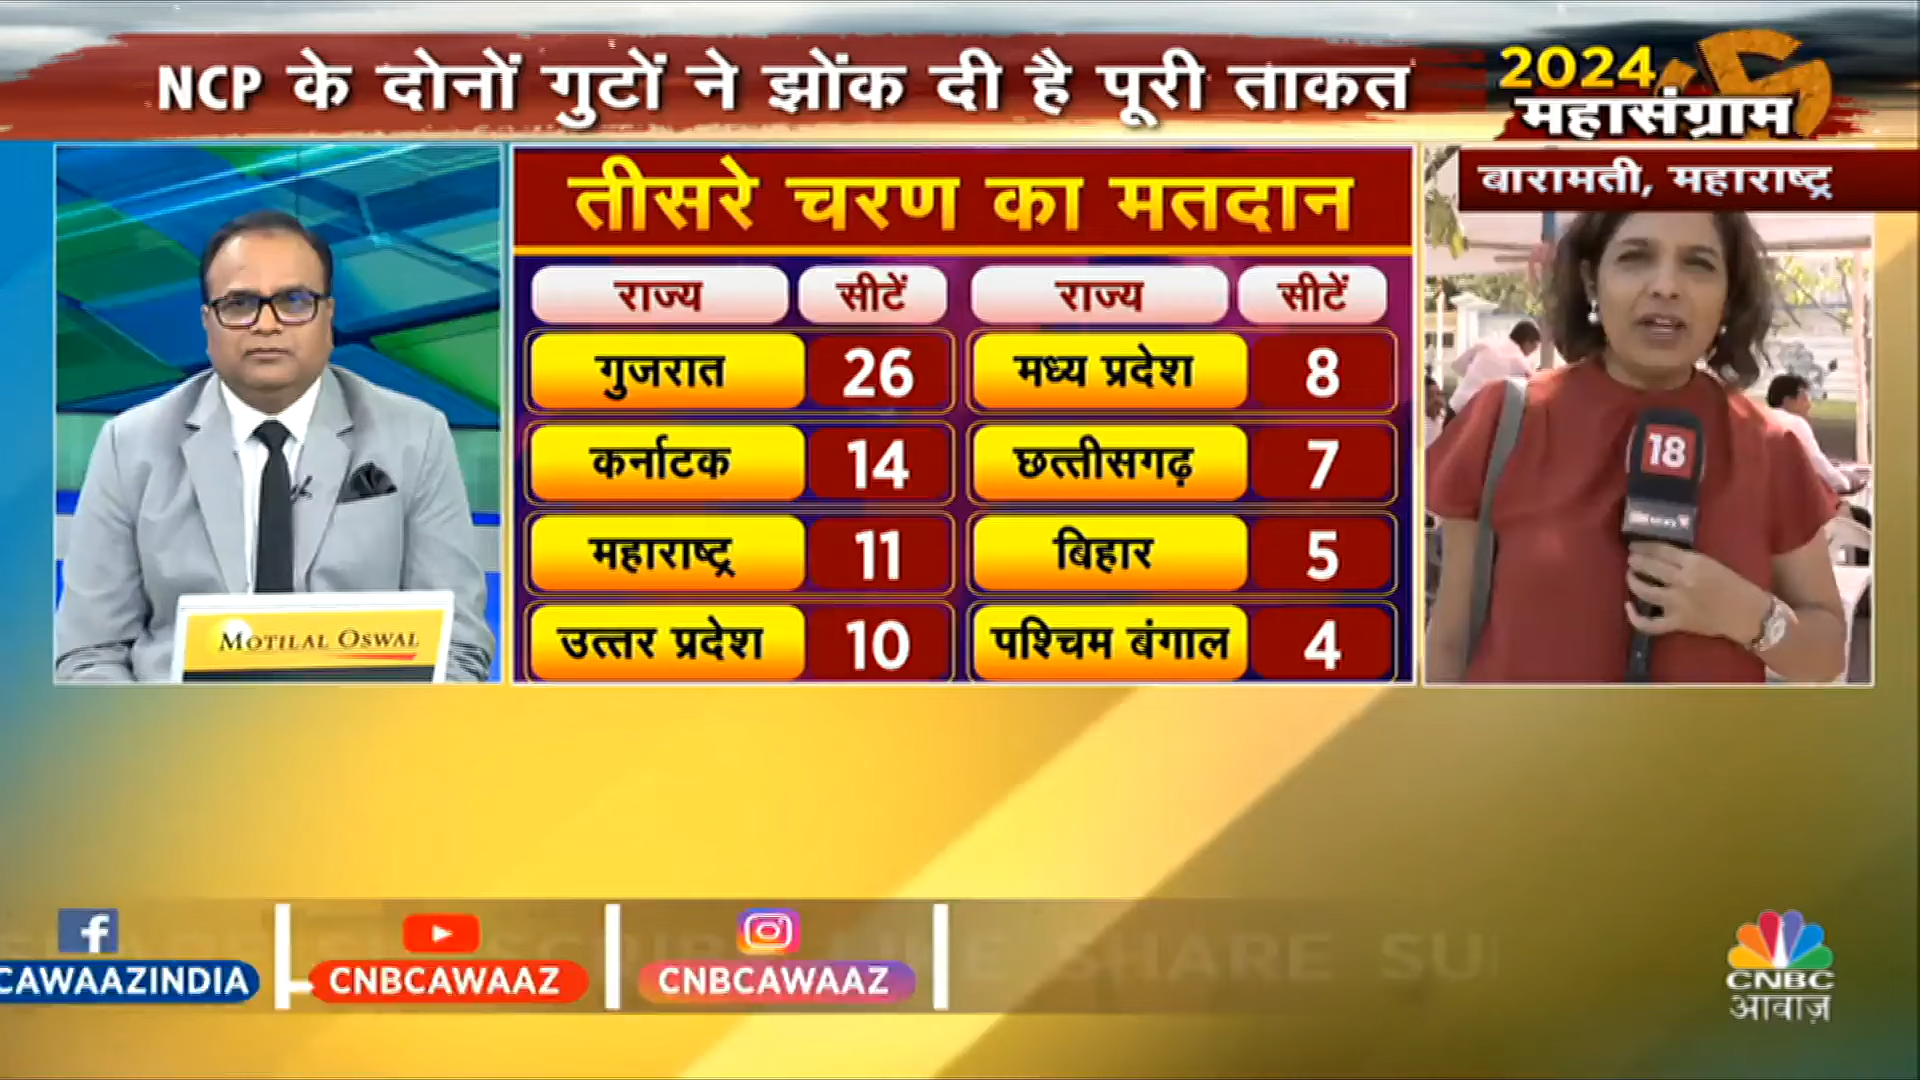 NCP के दोनों गुटों ने झोंक दी है पूरी ताकत
2024
महासंग्राम
बारामती, महाराष्ट्र
तीसरे चरण का मतदान
राज्य सीटें राज्य सीटें
गुजरात 26 मध्य प्रदेश 8
कर्नाटक 14 छत्तीसगढ़ 7
महाराष्ट्र 11 बिहार 5
उत्तर प्रदेश 10 पश्चिम बंगाल 4
18
MOTILAL OSWAL
SHARE SU
CAWAAZINDIA
CNBCAWAAZ
CNBCAWAAZ
CNBC
आवाज़